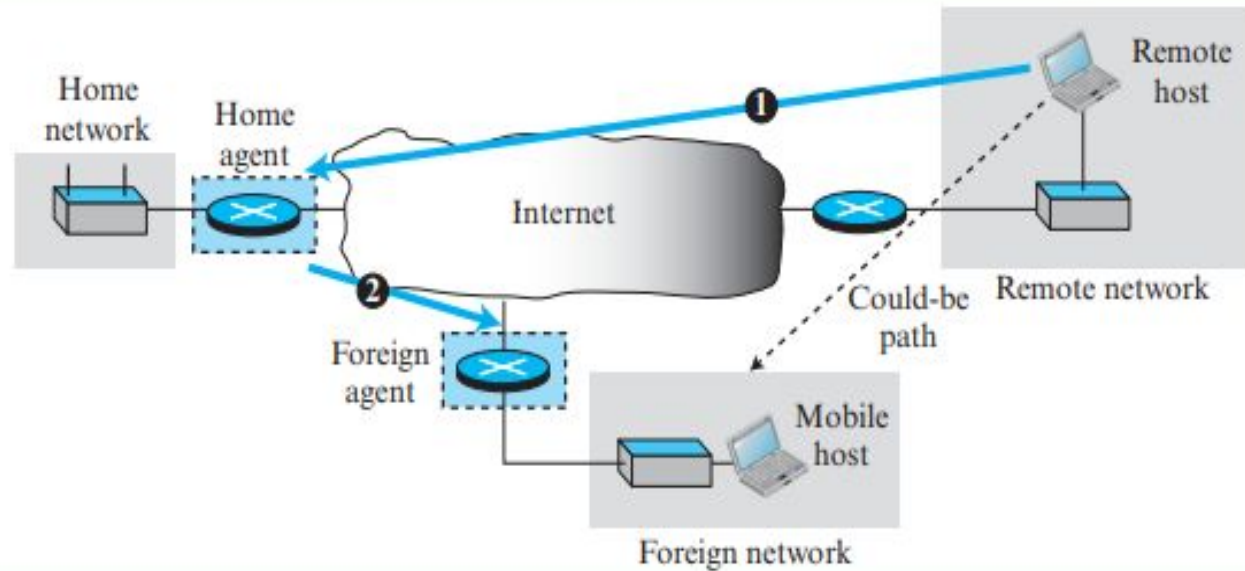 Home
network
Home
agent
1
Remote
host
Internet
2
Could-be
path
Remote network
Foreign
agent
Mobile
host
Foreign network